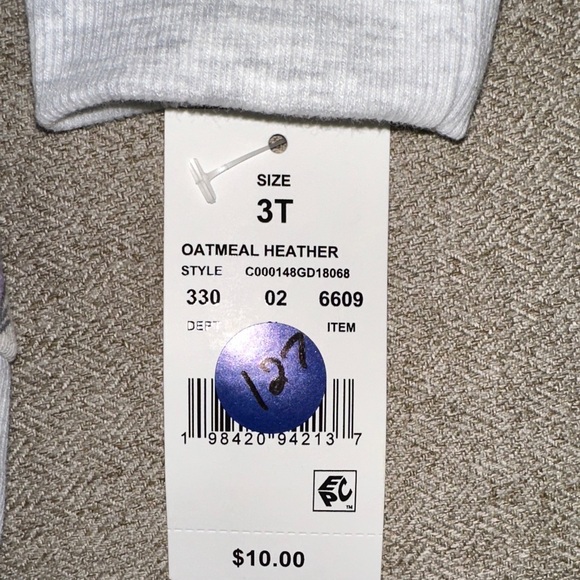 SIZE
3T
OATMEAL HEATHER
STYLE C000148GD18068
330 02 6609
DEPT ITEM
127
1 98420 94213 7
EPC
TM
$10.00